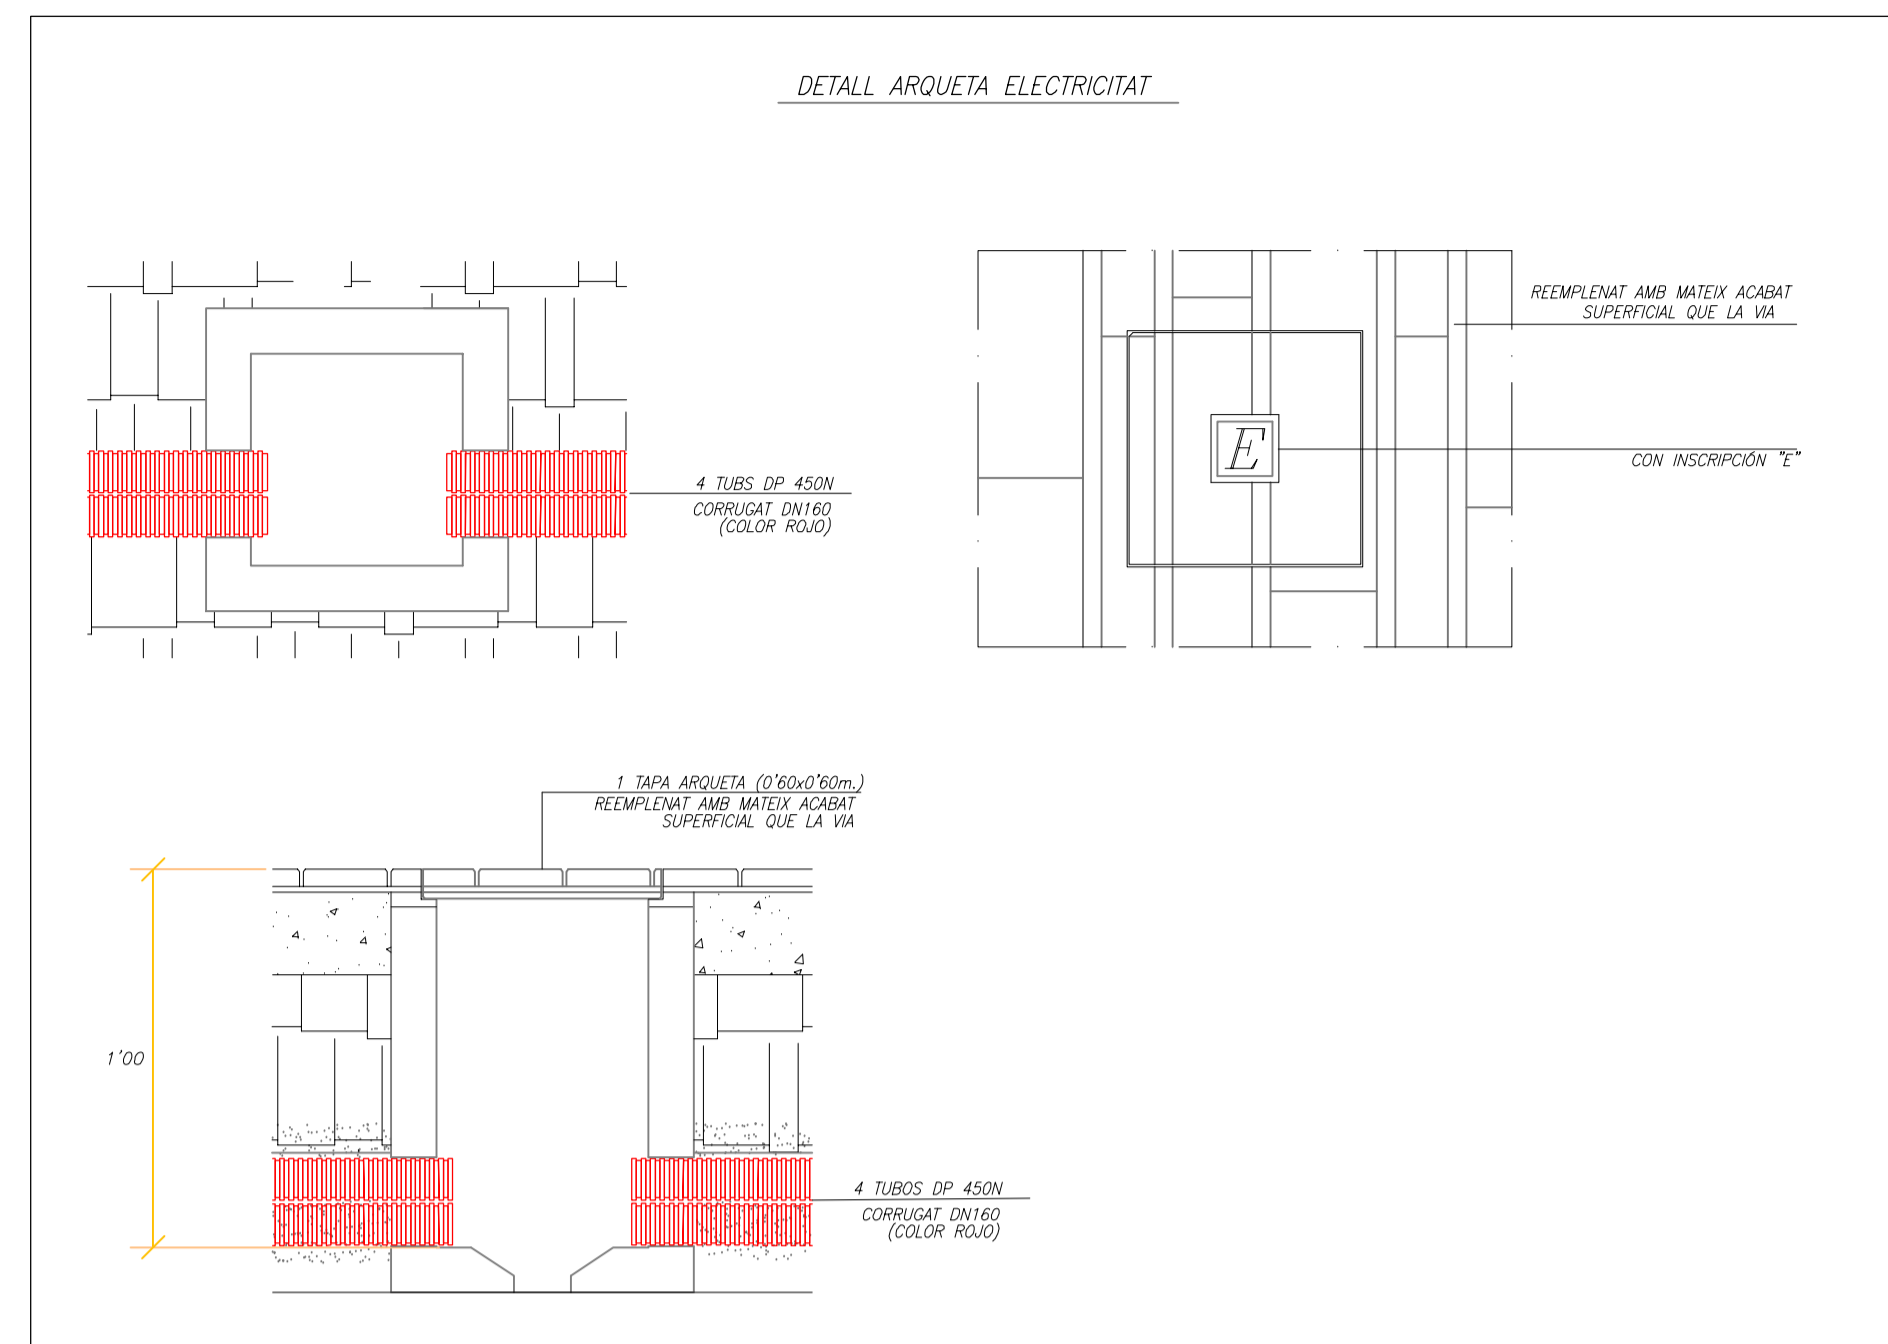 DETALL ARQUETA ELECTRICITAT
REEMPLENAT AMB MATEIX ACABAT
SUPERFICIAL QUE LA VIA
E
CON INSCRIPCIÓN "E"
4 TUBS DP 450N
CORRUGAT DN160
(COLOR ROJO)
1 TAPA ARQUETA (0'60x0'60m.)
REEMPLENAT AMB MATEIX ACABAT
SUPERFICIAL QUE LA VIA
1'00
4 TUBOS DP 450N
CORRUGAT DN160
(COLOR ROJO)